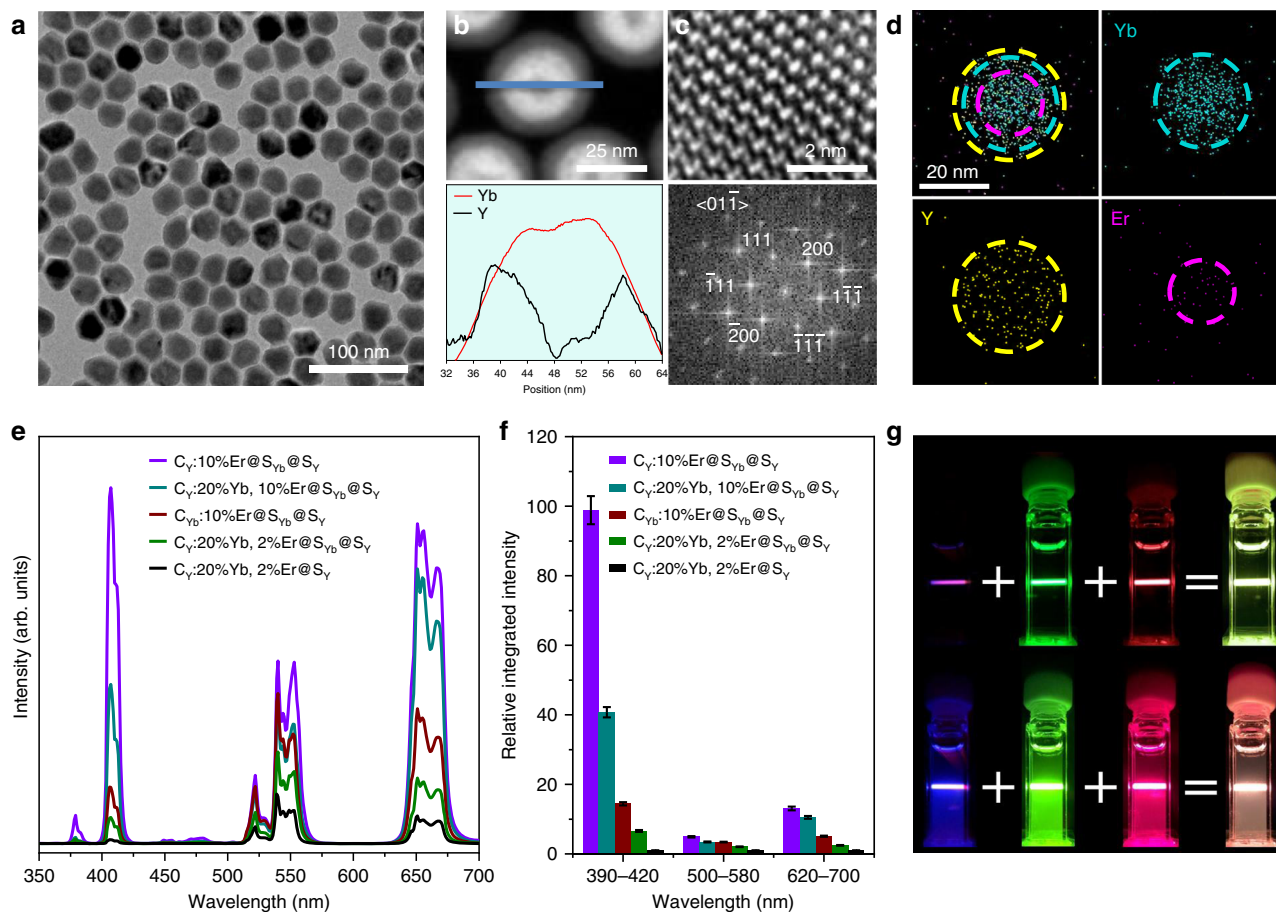 a
100 nm
b
25 nm
Yb
Y
32 36 40 44 48 52 56 60 64
Position (nm)
c
2 nm
<011̅>
111
200
1̅11
11̅1̅
2̅00
1̅1̅1̅
d
20 nm
Yb
Y
Er
e
C_Y:10%Er@S_Yb@S_Y
C_Y:20%Yb, 10%Er@S_Yb@S_Y
C_Yb:10%Er@S_Yb@S_Y
C_Y:20%Yb, 2%Er@S_Yb@S_Y
C_Y:20%Yb, 2%Er@S_Y
Intensity (arb. units)
350 400 450 500 550 600 650 700
Wavelength (nm)
f
120
100
80
60
40
20
0
C_Y:10%Er@S_Yb@S_Y
C_Y:20%Yb, 10%Er@S_Yb@S_Y
C_Yb:10%Er@S_Yb@S_Y
C_Y:20%Yb, 2%Er@S_Yb@S_Y
C_Y:20%Yb, 2%Er@S_Y
Relative integrated intensity
390–420 500–580 620–700
Wavelength (nm)
g
+ + =
+ + =